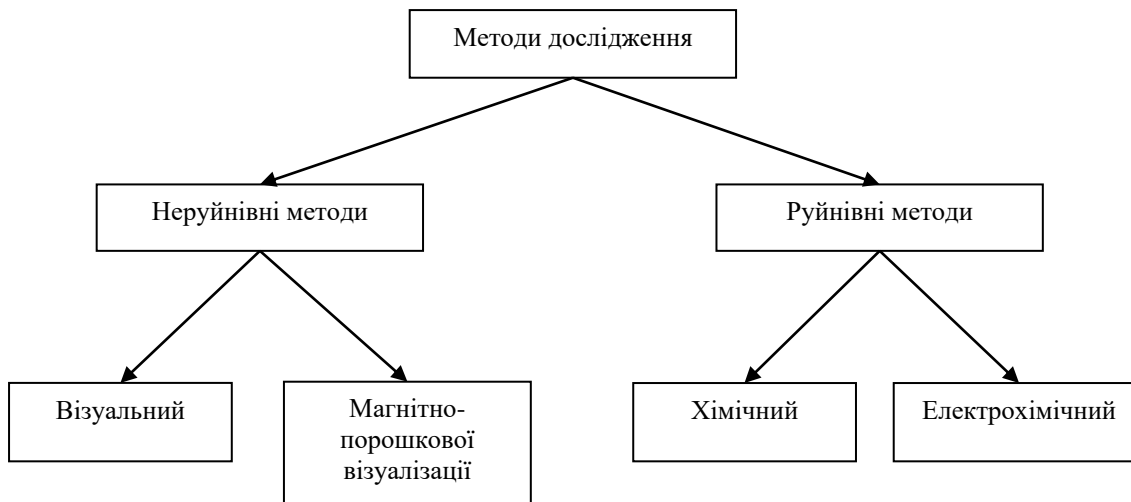 Методи дослідження
Неруйнівні методи
Руйнівні методи
Візуальний
Магнітно-
порошкової
візуалізації
Хімічний
Електрохімічний